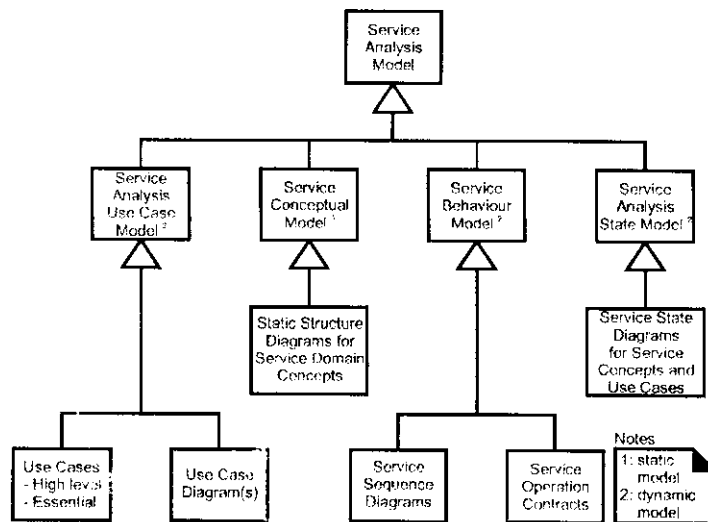 Service
Analysis
Model
Service
Analysis
Use Case
Model 2
Service
Conceptual
Model 1
Service
Behaviour
Model 2
Service
Analysis
State Model 2
Static Structure
Diagrams for
Service Domain
Concepts
Service State
Diagrams
for Service
Concepts and
Use Cases
Use Cases
- High level
- Essential
Use Case
Diagram(s)
Service
Sequence
Diagrams
Service
Operation
Contracts
Notes
1: static
model
2: dynamic
model